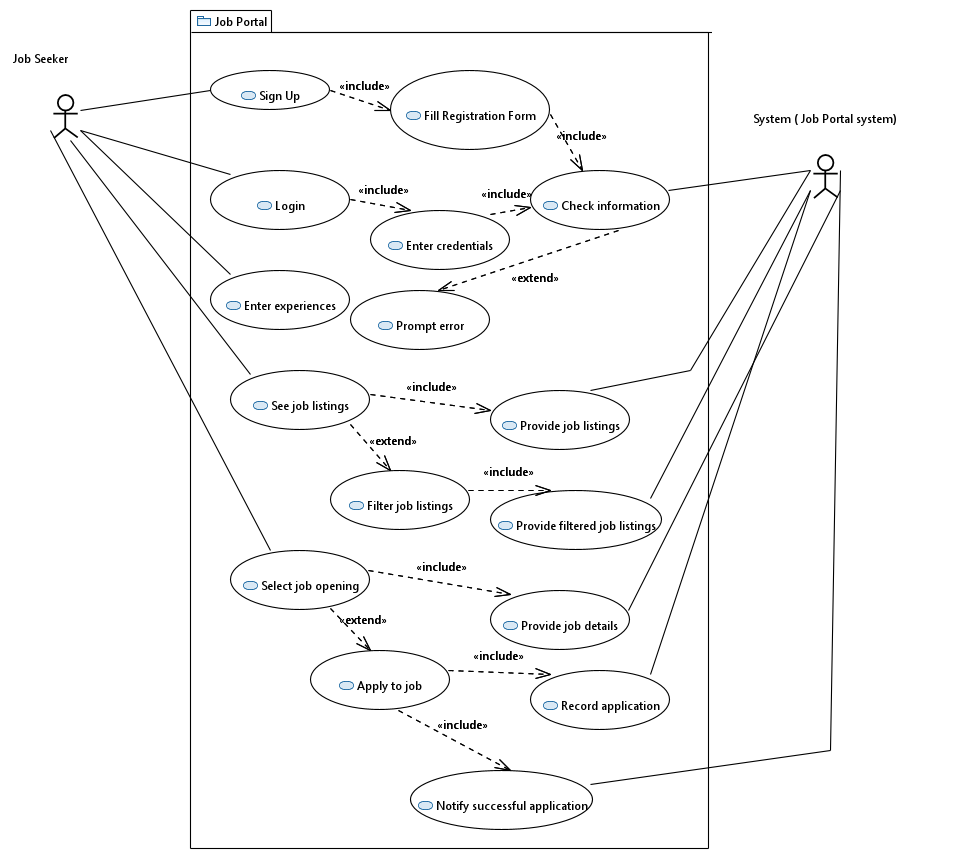 Job Portal
Job Seeker
System ( Job Portal system)
Sign Up
«include»
Fill Registration Form
«include»
Login
«include»
Enter credentials
«include»
Check information
«extend»
Enter experiences
Prompt error
See job listings
«include»
Provide job listings
«extend»
Filter job listings
«include»
Provide filtered job listings
Select job opening
«include»
Provide job details
«extend»
Apply to job
«include»
Record application
«include»
Notify successful application